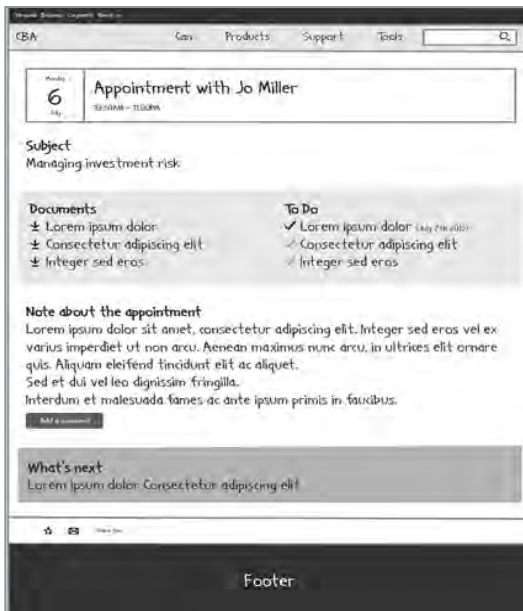 CBA Can Products Support Tools
Monday
6
July
Appointment with Jo Miller
Subject
Managing investment risk
Documents
Lorem ipsum dolor
Consectetur adipiscing elit
Integer sed eros
To Do
Lorem ipsum dolor
Consectetur adipiscing elit
Integer sed eros
Note about the appointment
Lorem ipsum dolor sit amet, consectetur adipiscing elit. Integer sed eros vel ex
varius imperdiet ut non arcu. Aenean maximus nunc arcu, in ultrices elit ornare
quis. Aliquam eleifend tincidunt elit ac aliquet.
Sed et dui vel leo dignissim fringilla.
Interdum et malesuada fames ac ante ipsum primis in faucibus.
Add a comment
What's next
Lorem ipsum dolor Consectetur adipiscing elit
Footer